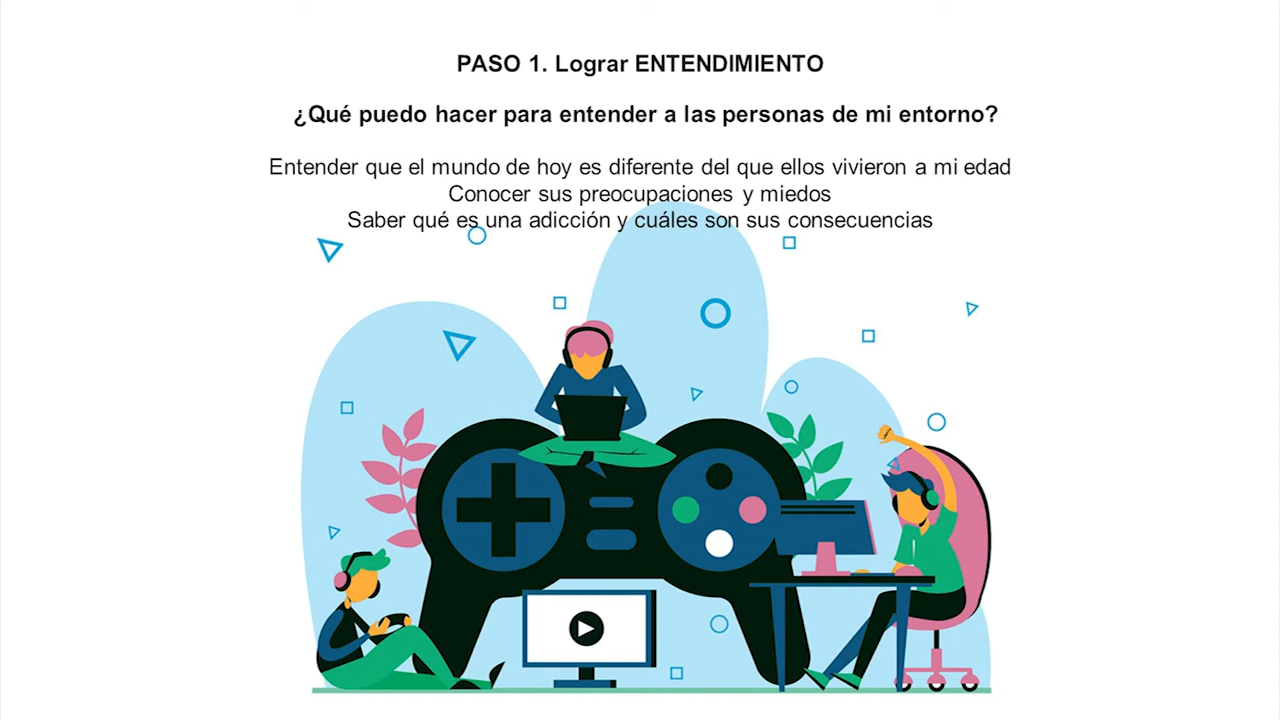 PASO 1. Lograr ENTENDIMIENTO
¿Qué puedo hacer para entender a las personas de mi entorno?
Entender que el mundo de hoy es diferente del que ellos vivieron a mi edad
Conocer sus preocupaciones y miedos
Saber qué es una adicción y cuáles son sus consecuencias